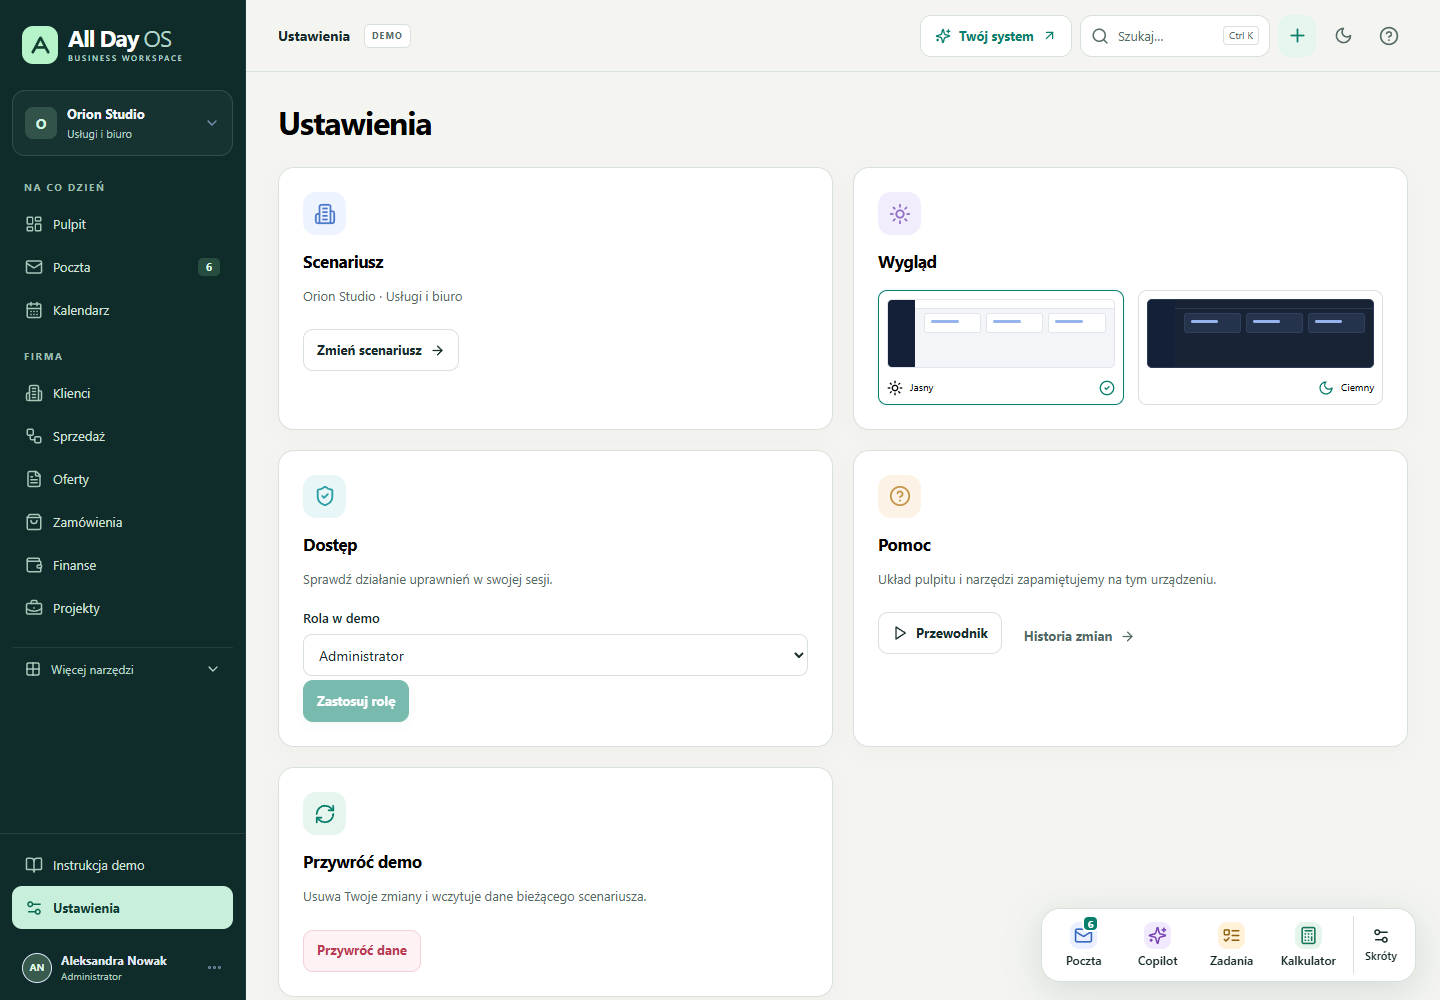 All Day OS
BUSINESS WORKSPACE
O
Orion Studio
Usługi i biuro
NA CO DZIEŃ
Pulpit
Poczta
6
Kalendarz
FIRMA
Klienci
Sprzedaż
Oferty
Zamówienia
Finanse
Projekty
Więcej narzędzi
Instrukcja demo
Ustawienia
AN
Aleksandra Nowak
Administrator
Ustawienia
DEMO
Twój system
Szukaj...
Ctrl K
Ustawienia
Scenariusz
Orion Studio · Usługi i biuro
Zmień scenariusz
Wygląd
Jasny
Ciemny
Dostęp
Sprawdź działanie uprawnień w swojej sesji.
Rola w demo
Administrator
Zastosuj rolę
Pomoc
Układ pulpitu i narzędzi zapamiętujemy na tym urządzeniu.
Przewodnik
Historia zmian
Przywróć demo
Usuwa Twoje zmiany i wczytuje dane bieżącego scenariusza.
Przywróć dane
6
Poczta
Copilot
Zadania
Kalkulator
Skróty